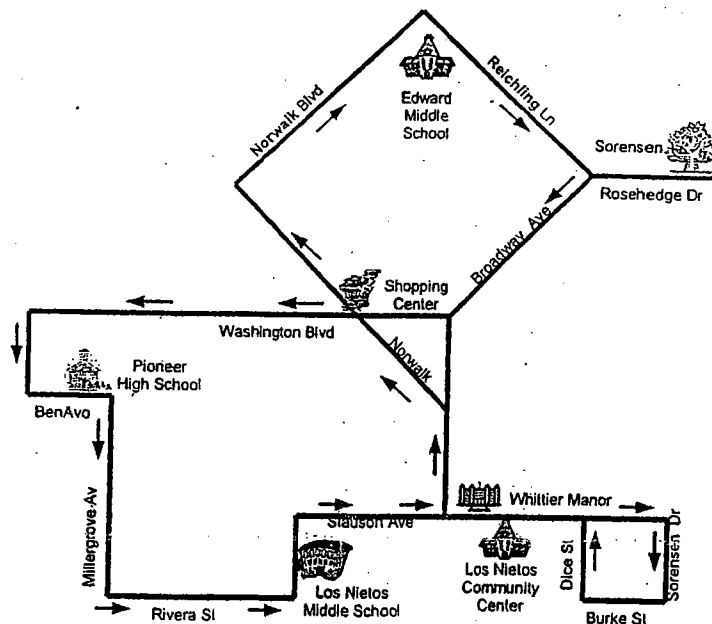 Norwalk Blvd
Edward
Middle
School
Reichling Ln
Sorensen
Rosehedge Dr
Broadway Ave
Shopping
Center
Washington Blvd
Norwalk
Pioneer
High School
BenAvo
Millergrove Av
Whittier Manor
Slauson Ave
Los Nietos
Middle School
Los Nietos
Community
Center
Dice St
Sorensen Dr
Rivera St
Burke St